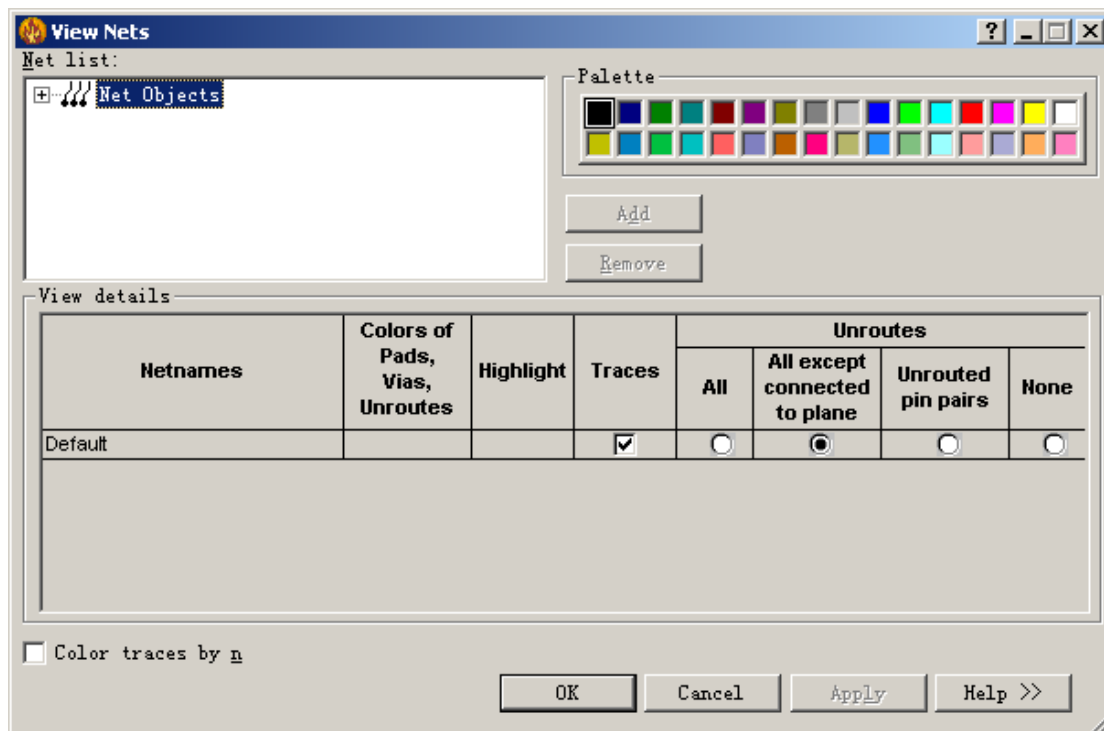 View Nets
Net list:
Net Objects
Palette
Add
Remove
View details
Netnames
Colors of
Pads,
Vias,
Unroutes
Highlight
Traces
Unroutes
All
All except
connected
to plane
Unrouted
pin pairs
None
Default
Color traces by n
OK
Cancel
Apply
Help >>